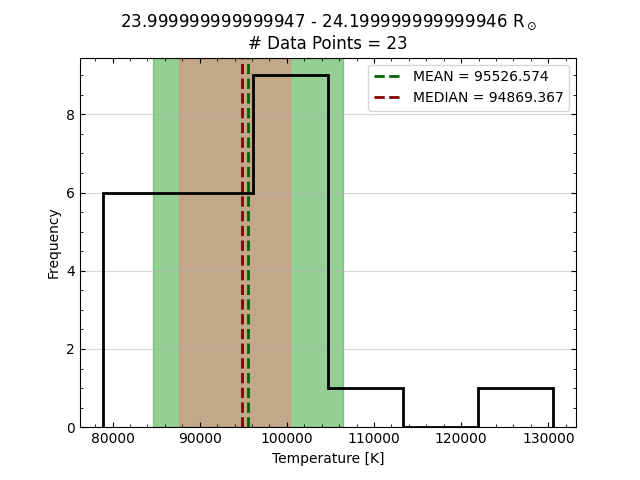 23.999999999999947 - 24.199999999999946 R⊙
# Data Points = 23
MEAN = 95526.574
MEDIAN = 94869.367
8
6
4
2
0
Frequency
80000 90000 100000 110000 120000 130000
Temperature [K]